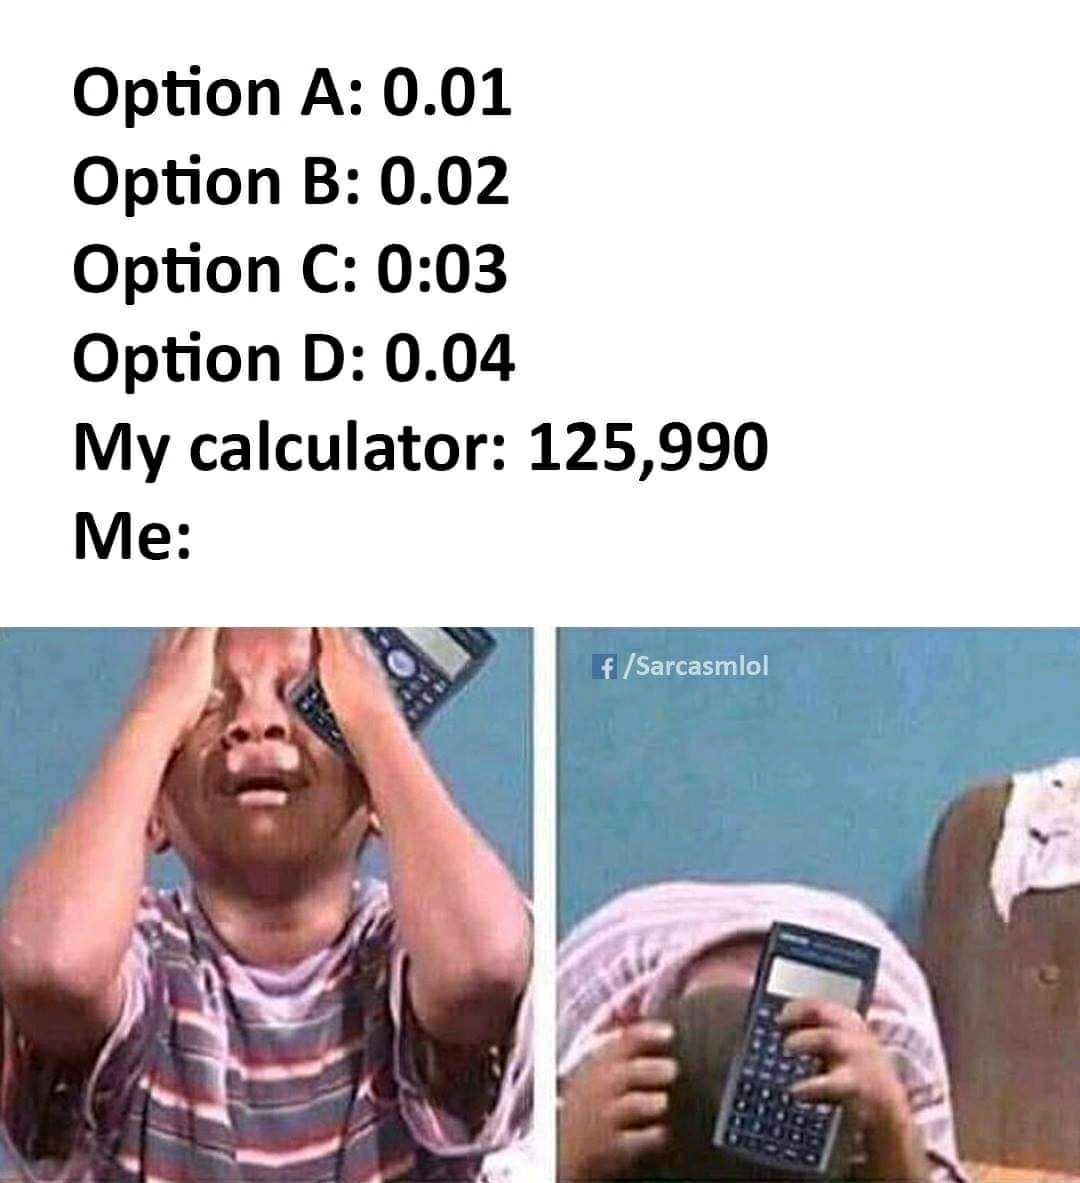 Option A: 0.01
Option B: 0.02
Option C: 0:03
Option D: 0.04
My calculator: 125,990
Me:
f /Sarcasmlol